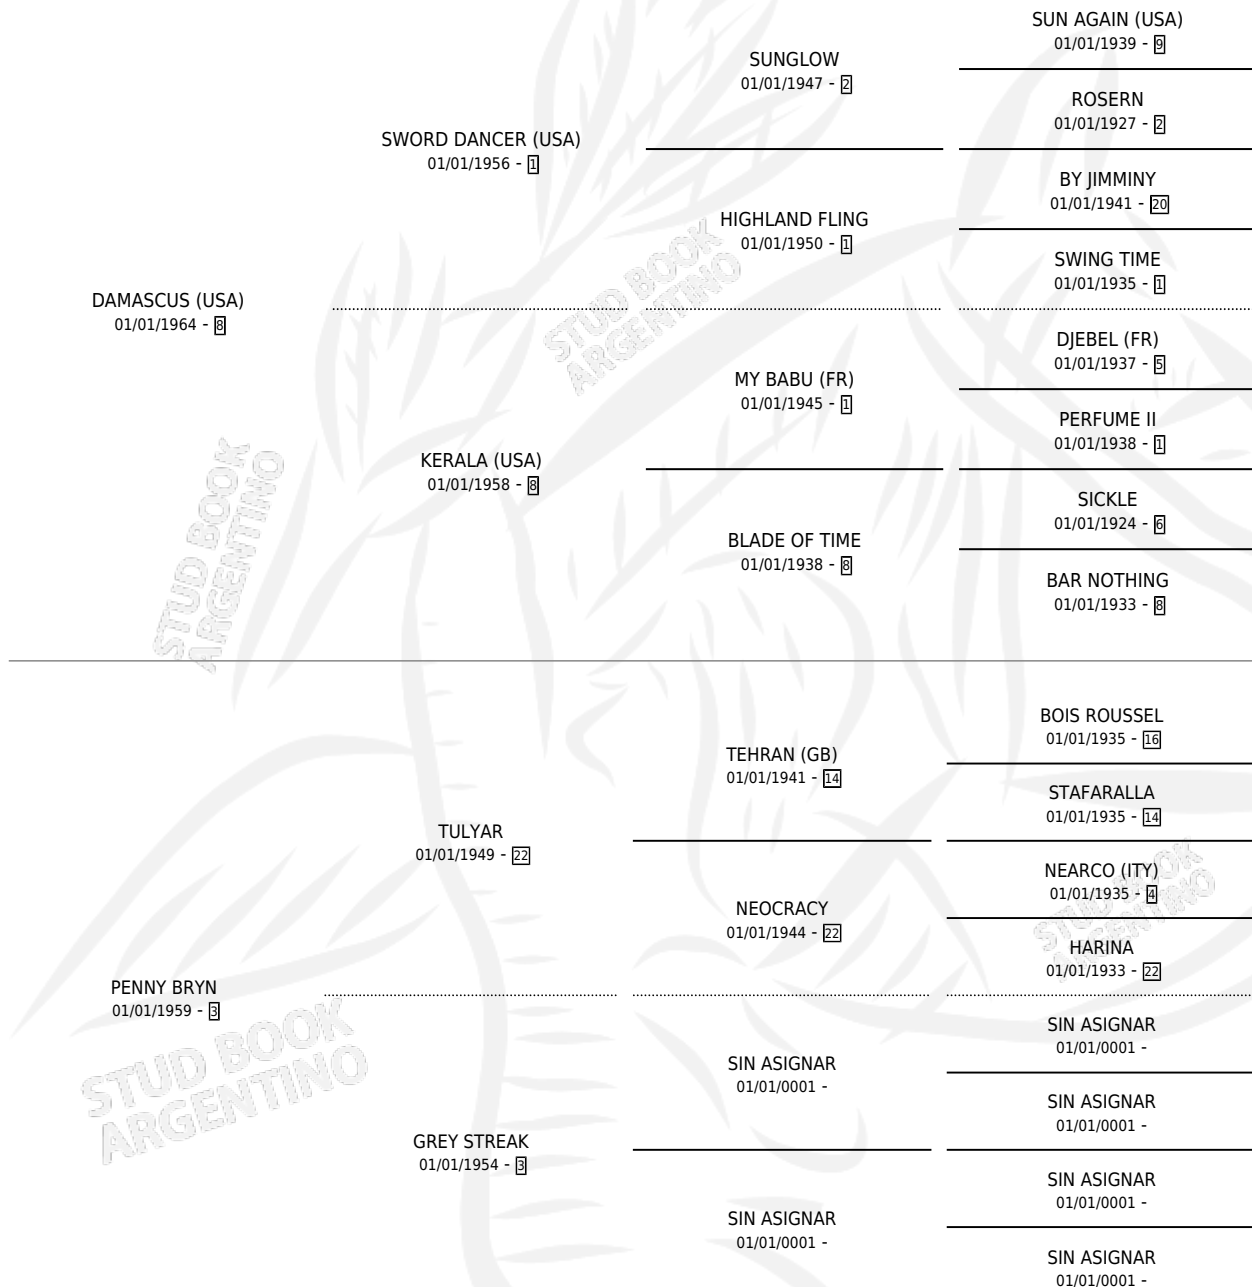 DAMASCUS (USA)
01/01/1964 - 8
SWORD DANCER (USA)
01/01/1956 - 1
SUNGLOW
01/01/1947 - 2
SUN AGAIN (USA)
01/01/1939 - 9
ROSERN
01/01/1927 - 2
HIGHLAND FLING
01/01/1950 - 1
BY JIMMINY
01/01/1941 - 20
SWING TIME
01/01/1935 - 1
KERALA (USA)
01/01/1958 - 8
MY BABU (FR)
01/01/1945 - 1
DJEBEL (FR)
01/01/1937 - 5
PERFUME II
01/01/1938 - 1
BLADE OF TIME
01/01/1938 - 8
SICKLE
01/01/1924 - 6
BAR NOTHING
01/01/1933 - 8
PENNY BRYN
01/01/1959 - 3
TULYAR
01/01/1949 - 22
TEHRAN (GB)
01/01/1941 - 14
BOIS ROUSSEL
01/01/1935 - 16
STAFARALLA
01/01/1935 - 14
NEOCRACY
01/01/1944 - 22
NEARCO (ITY)
01/01/1935 - 4
HARINA
01/01/1933 - 22
GREY STREAK
01/01/1954 - 3
SIN ASIGNAR
01/01/0001 -
SIN ASIGNAR
01/01/0001 -
SIN ASIGNAR
01/01/0001 -
SIN ASIGNAR
01/01/0001 -
SIN ASIGNAR
01/01/0001 -
SIN ASIGNAR
01/01/0001 -
STUD BOOK
ARGENTINO
STUD BOOK
ARGENTINO
STUD BOOK
ARGENTINO
STUD BOOK
ARGENTINO